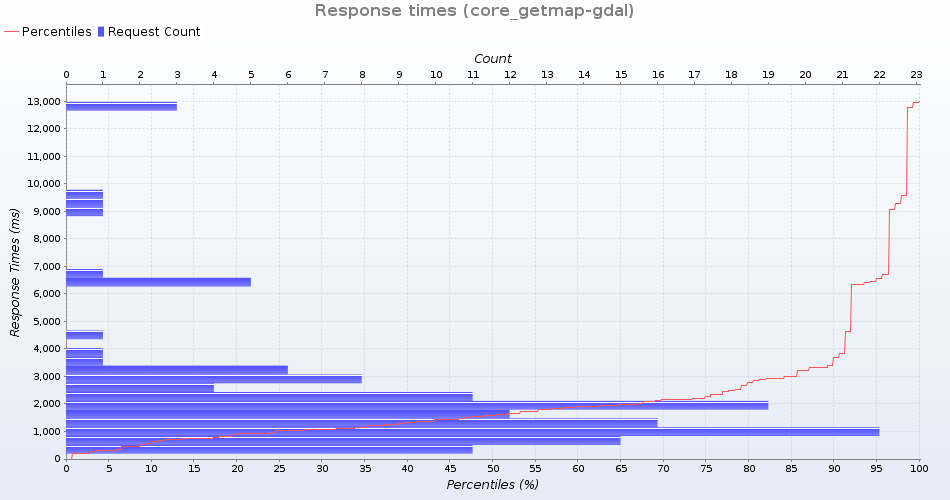 Response times (core_getmap-gdal)
Percentiles Request Count
Count
0 1 2 3 4 5 6 7 8 9 10 11 12 13 14 15 16 17 18 19 20 21 22 23
Response Times (ms)
13,000
12,000
11,000
10,000
9,000
8,000
7,000
6,000
5,000
4,000
3,000
2,000
1,000
0
0 5 10 15 20 25 30 35 40 45 50 55 60 65 70 75 80 85 90 95 100
Percentiles (%)